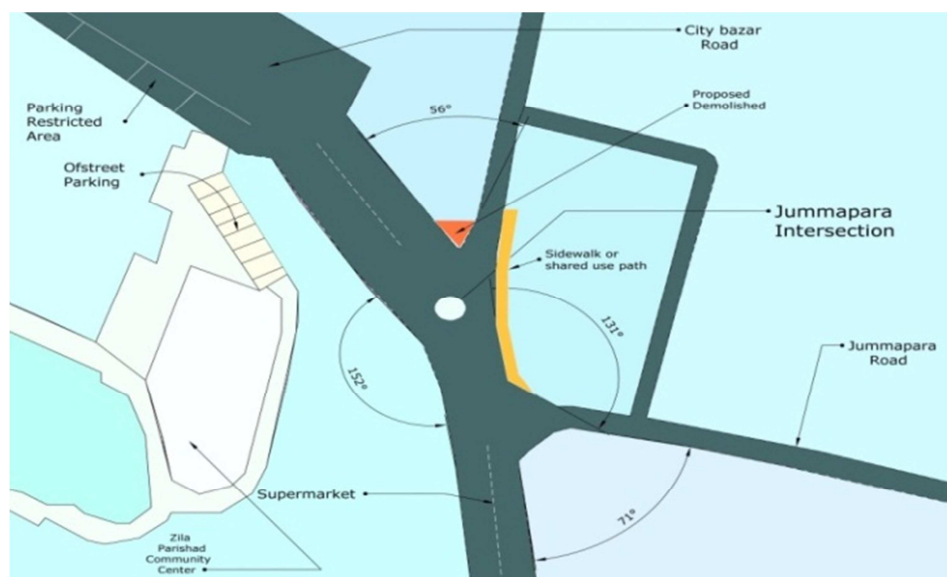 City bazar
Road
Proposed
Demolished
56°
Parking
Restricted
Area
Ofstreet
Parking
Jummapara
Intersection
Sidewalk or
shared use path
131°
Jummapara
Road
152°
Supermarket
71°
Zila
Parishad
Community
Center